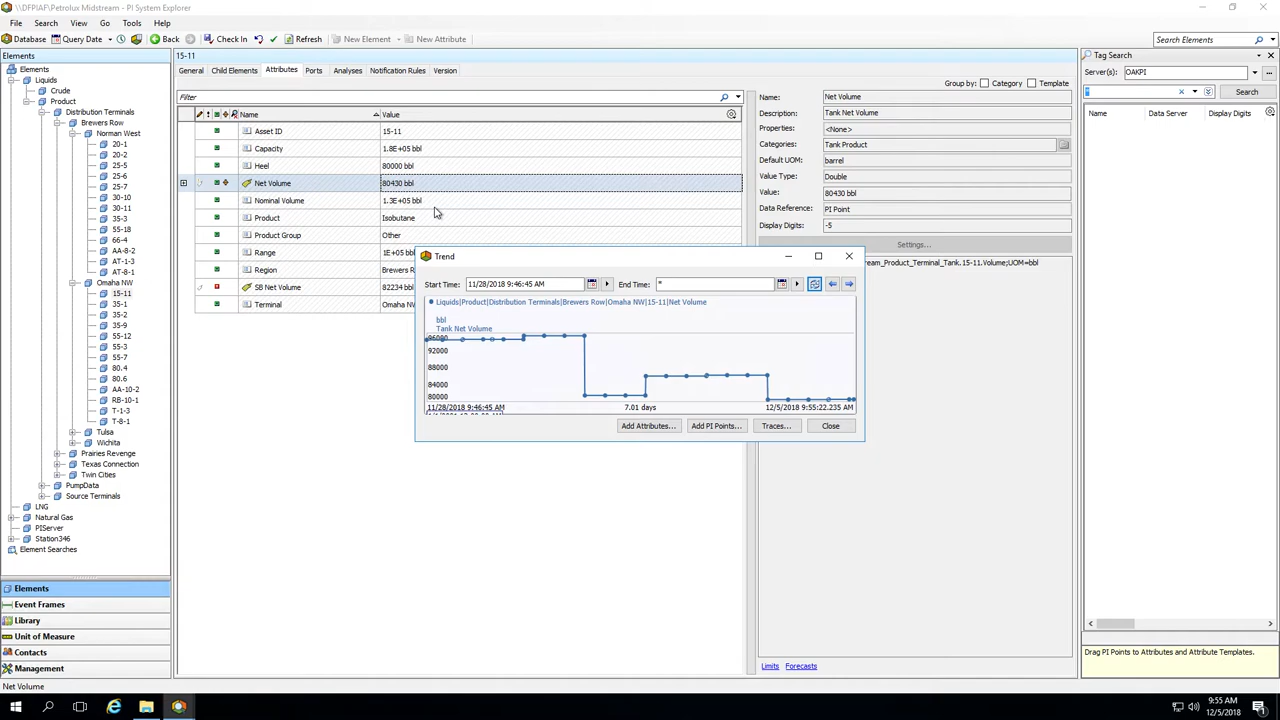 \\DFPIAF\Petrolux Midstream - PI System Explorer
File Search View Go Tools Help
Database Query Date Back Check In Refresh New Element New Attribute Search Elements
Elements
Elements
Liquids
Crude
Product
Distribution Terminals
Brewers Row
Norman West
20-1
20-2
25-5
25-6
25-7
30-10
30-11
35-3
55-18
66-4
AA-8-2
AT-1-3
AT-8-1
Omaha NW
15-11
35-1
35-2
35-9
55-12
55-7
80.4
80.6
AA-10-2
RB-10-1
T-1-3
T-8-1
Tulsa
Wichita
Prairies Revenge
Texas Connection
Twin Cities
PumpData
Source Terminals
LNG
Natural Gas
PIServer
Station346
Element Searches
Elements
Event Frames
Library
Unit of Measure
Contacts
Management
Net Volume
15-11
General Child Elements Attributes Ports Analyses Notification Rules Version
Group by: Category Template
Filter
Name Value
Asset ID 15-11
Capacity 1.8E+05 bbl
Heel 80000 bbl
Net Volume 80430 bbl
Nominal Volume 1.3E+05 bbl
Product Isobutane
Product Group Other
Range 1E+05 bbl
Region Brewers R
SB Net Volume 82234 bbl
Terminal Omaha NW
Name: Net Volume
Description: Tank Net Volume
Properties: <None>
Categories: Tank Product
Default UOM: barrel
Value Type: Double
Value: 80430 bbl
Data Reference: PI Point
Display Digits: -5
Settings...
eam_Product_Terminal_Tank.15-11.Volume;UOM=bbl
Limits Forecasts
Trend
Start Time: 11/28/2018 9:46:45 AM End Time: *
Liquids|Product|Distribution Terminals|Brewers Row|Omaha NW|15-11|Net Volume
bbl
Tank Net Volume
96000
92000
88000
84000
80000
11/28/2018 9:46:45 AM 7.01 days 12/5/2018 9:55:22.235 AM
Add Attributes... Add PI Points... Traces... Close
Tag Search
Server(s): OAKPI
* Search
Name Data Server Display Digits
Drag PI Points to Attributes and Attribute Templates.
9:55 AM
12/5/2018